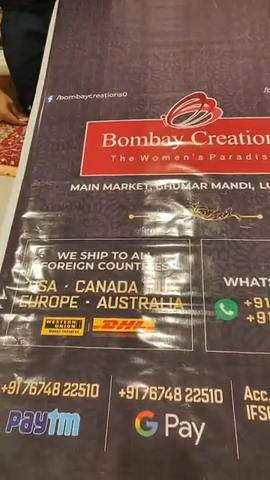 /bombaycreations0
Bombay Creation
The Women's Paradis
MAIN MARKET, GHUMAR MANDI, LU
WE SHIP TO ALL
FOREIGN COUNTRIES
USA · CANADA
EUROPE · AUSTRALIA
WESTERN
UNION
DHL
WHATS
+91
+91
+91 76748 22510
paytm
+91 76748 22510
G Pay
Acc.
IFS